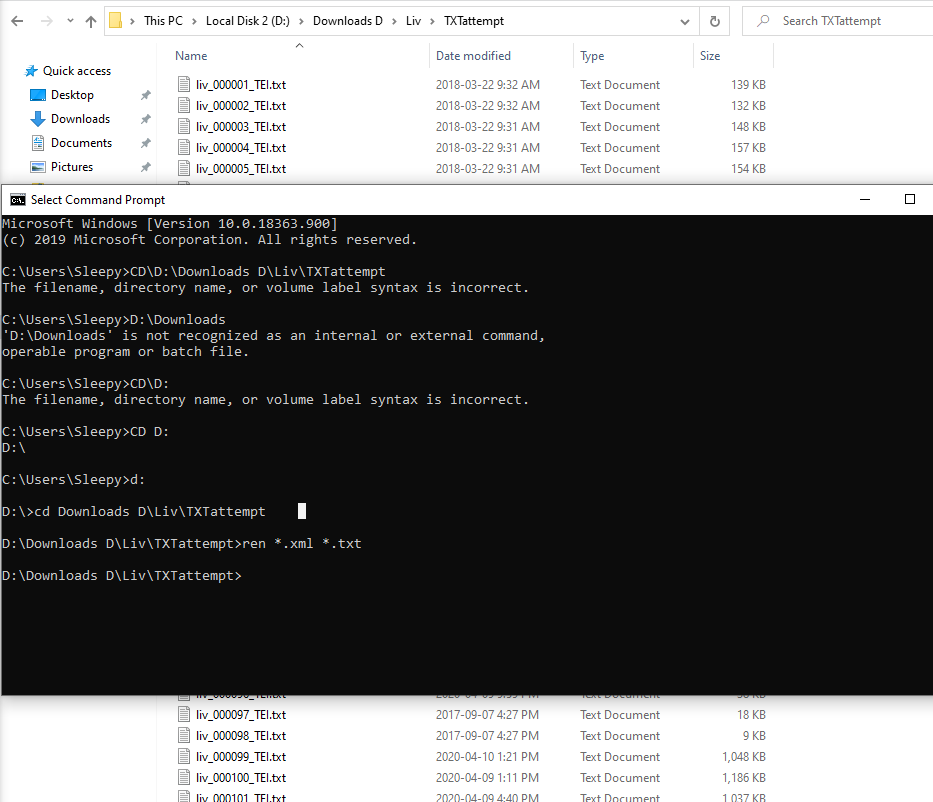 This PC > Local Disk 2 (D:) > Downloads D > Liv > TXTattempt
Search TXTattempt
Name Date modified Type Size
Quick access
Desktop
Downloads
Documents
Pictures
liv_000001_TEI.txt 2018-03-22 9:32 AM Text Document 139 KB
liv_000002_TEI.txt 2018-03-22 9:32 AM Text Document 132 KB
liv_000003_TEI.txt 2018-03-22 9:31 AM Text Document 148 KB
liv_000004_TEI.txt 2018-03-22 9:31 AM Text Document 157 KB
liv_000005_TEI.txt 2018-03-22 9:31 AM Text Document 154 KB
Select Command Prompt
Microsoft Windows [Version 10.0.18363.900]
(c) 2019 Microsoft Corporation. All rights reserved.
C:\Users\Sleepy>CD\D:\Downloads D\Liv\TXTattempt
The filename, directory name, or volume label syntax is incorrect.
C:\Users\Sleepy>D:\Downloads
'D:\Downloads' is not recognized as an internal or external command,
operable program or batch file.
C:\Users\Sleepy>CD\D:
The filename, directory name, or volume label syntax is incorrect.
C:\Users\Sleepy>CD D:
D:\
C:\Users\Sleepy>d:
D:\>cd Downloads D\Liv\TXTattempt
D:\Downloads D\Liv\TXTattempt>ren *.xml *.txt
D:\Downloads D\Liv\TXTattempt>
liv_000097_TEI.txt 2017-09-07 4:27 PM Text Document 18 KB
liv_000098_TEI.txt 2017-09-07 4:27 PM Text Document 9 KB
liv_000099_TEI.txt 2020-04-10 1:21 PM Text Document 1,048 KB
liv_000100_TEI.txt 2020-04-09 1:11 PM Text Document 1,186 KB
liv_000101_TEI.txt 2020-04-09 4:40 PM Text Document 1,037 KB